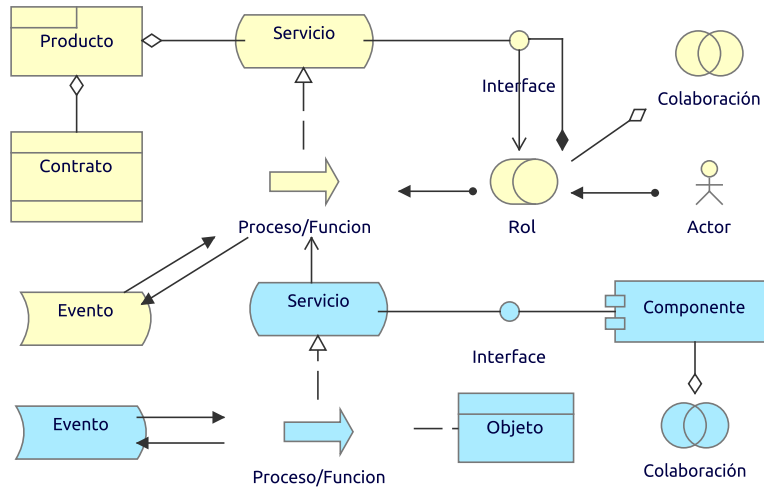 Producto
Servicio
Interface
Colaboración
Contrato
Proceso/Funcion
Rol
Actor
Evento
Servicio
Componente
Interface
Evento
Objeto
Proceso/Funcion
Colaboración